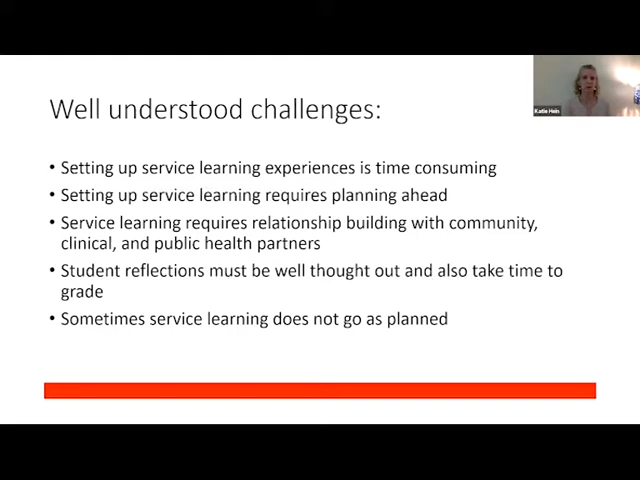 Well understood challenges:
Katie Hein
• Setting up service learning experiences is time consuming
• Setting up service learning requires planning ahead
• Service learning requires relationship building with community,
clinical, and public health partners
• Student reflections must be well thought out and also take time to
grade
• Sometimes service learning does not go as planned